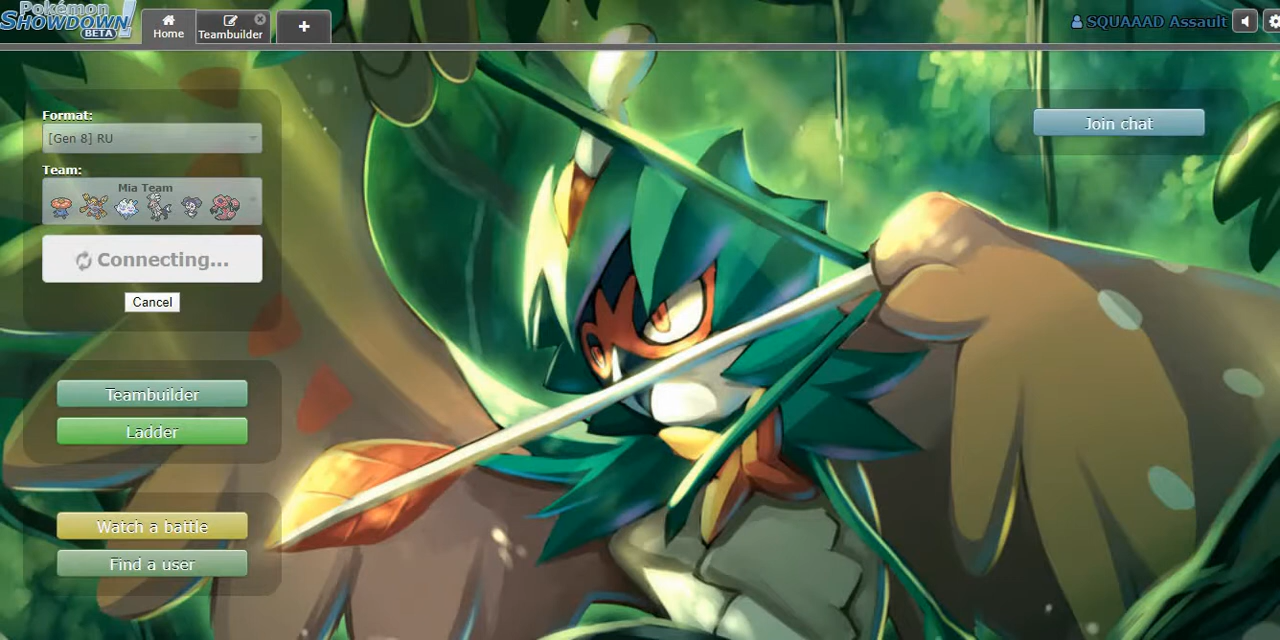 Pokémon
SHOWDOWN!
BETA
Home
Teambuilder
+
SQUAAAD Assault
Format:
[Gen 8] RU
Team:
Mia Team
Connecting...
Cancel
Teambuilder
Ladder
Watch a battle
Find a user
Join chat